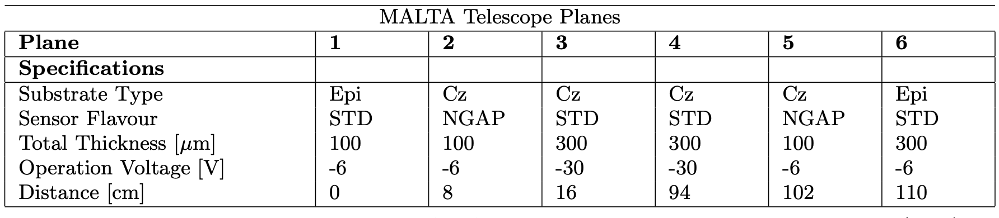 MALTA Telescope Planes
Plane 1 2 3 4 5 6
Specifications
Substrate Type Epi Cz Cz Cz Cz Epi
Sensor Flavour STD NGAP STD STD NGAP STD
Total Thickness [μm] 100 100 300 300 100 300
Operation Voltage [V] -6 -6 -30 -30 -6 -6
Distance [cm] 0 8 16 94 102 110